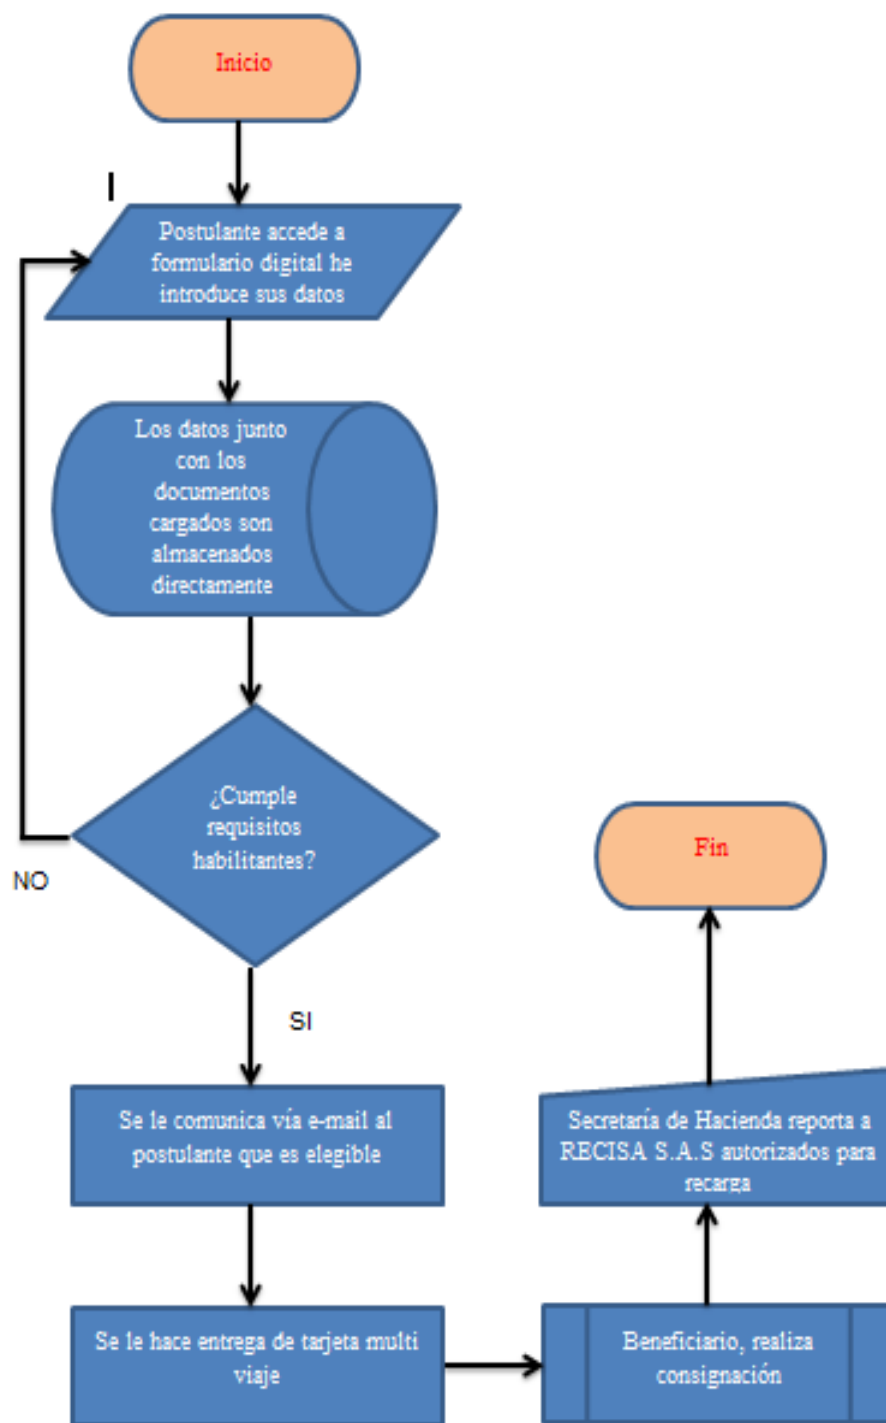 Inicio
I
Postulante accede a
formulario digital he
introduce sus datos
Los datos junto
con los
documentos
cargados son
almacenados
directamente
¿Cumple
requisitos
habilitantes?
NO
SI
Se le comunica vía e-mail al
postulante que es elegible
Se le hace entrega de tarjeta multi
viaje
Beneficiario, realiza
consignación
Secretaría de Hacienda reporta a
RECISA S.A.S autorizados para
recarga
Fin